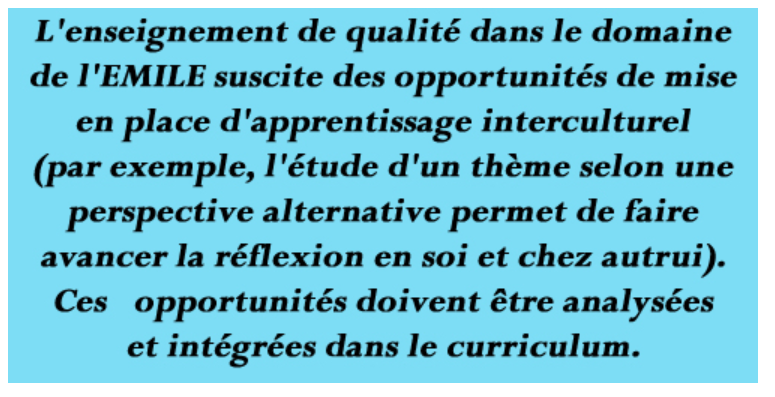 L'enseignement de qualité dans le domaine
de l'EMILE suscite des opportunités de mise
en place d'apprentissage interculturel
(par exemple, l'étude d'un thème selon une
perspective alternative permet de faire
avancer la réflexion en soi et chez autrui).
Ces opportunités doivent être analysées
et intégrées dans le curriculum.